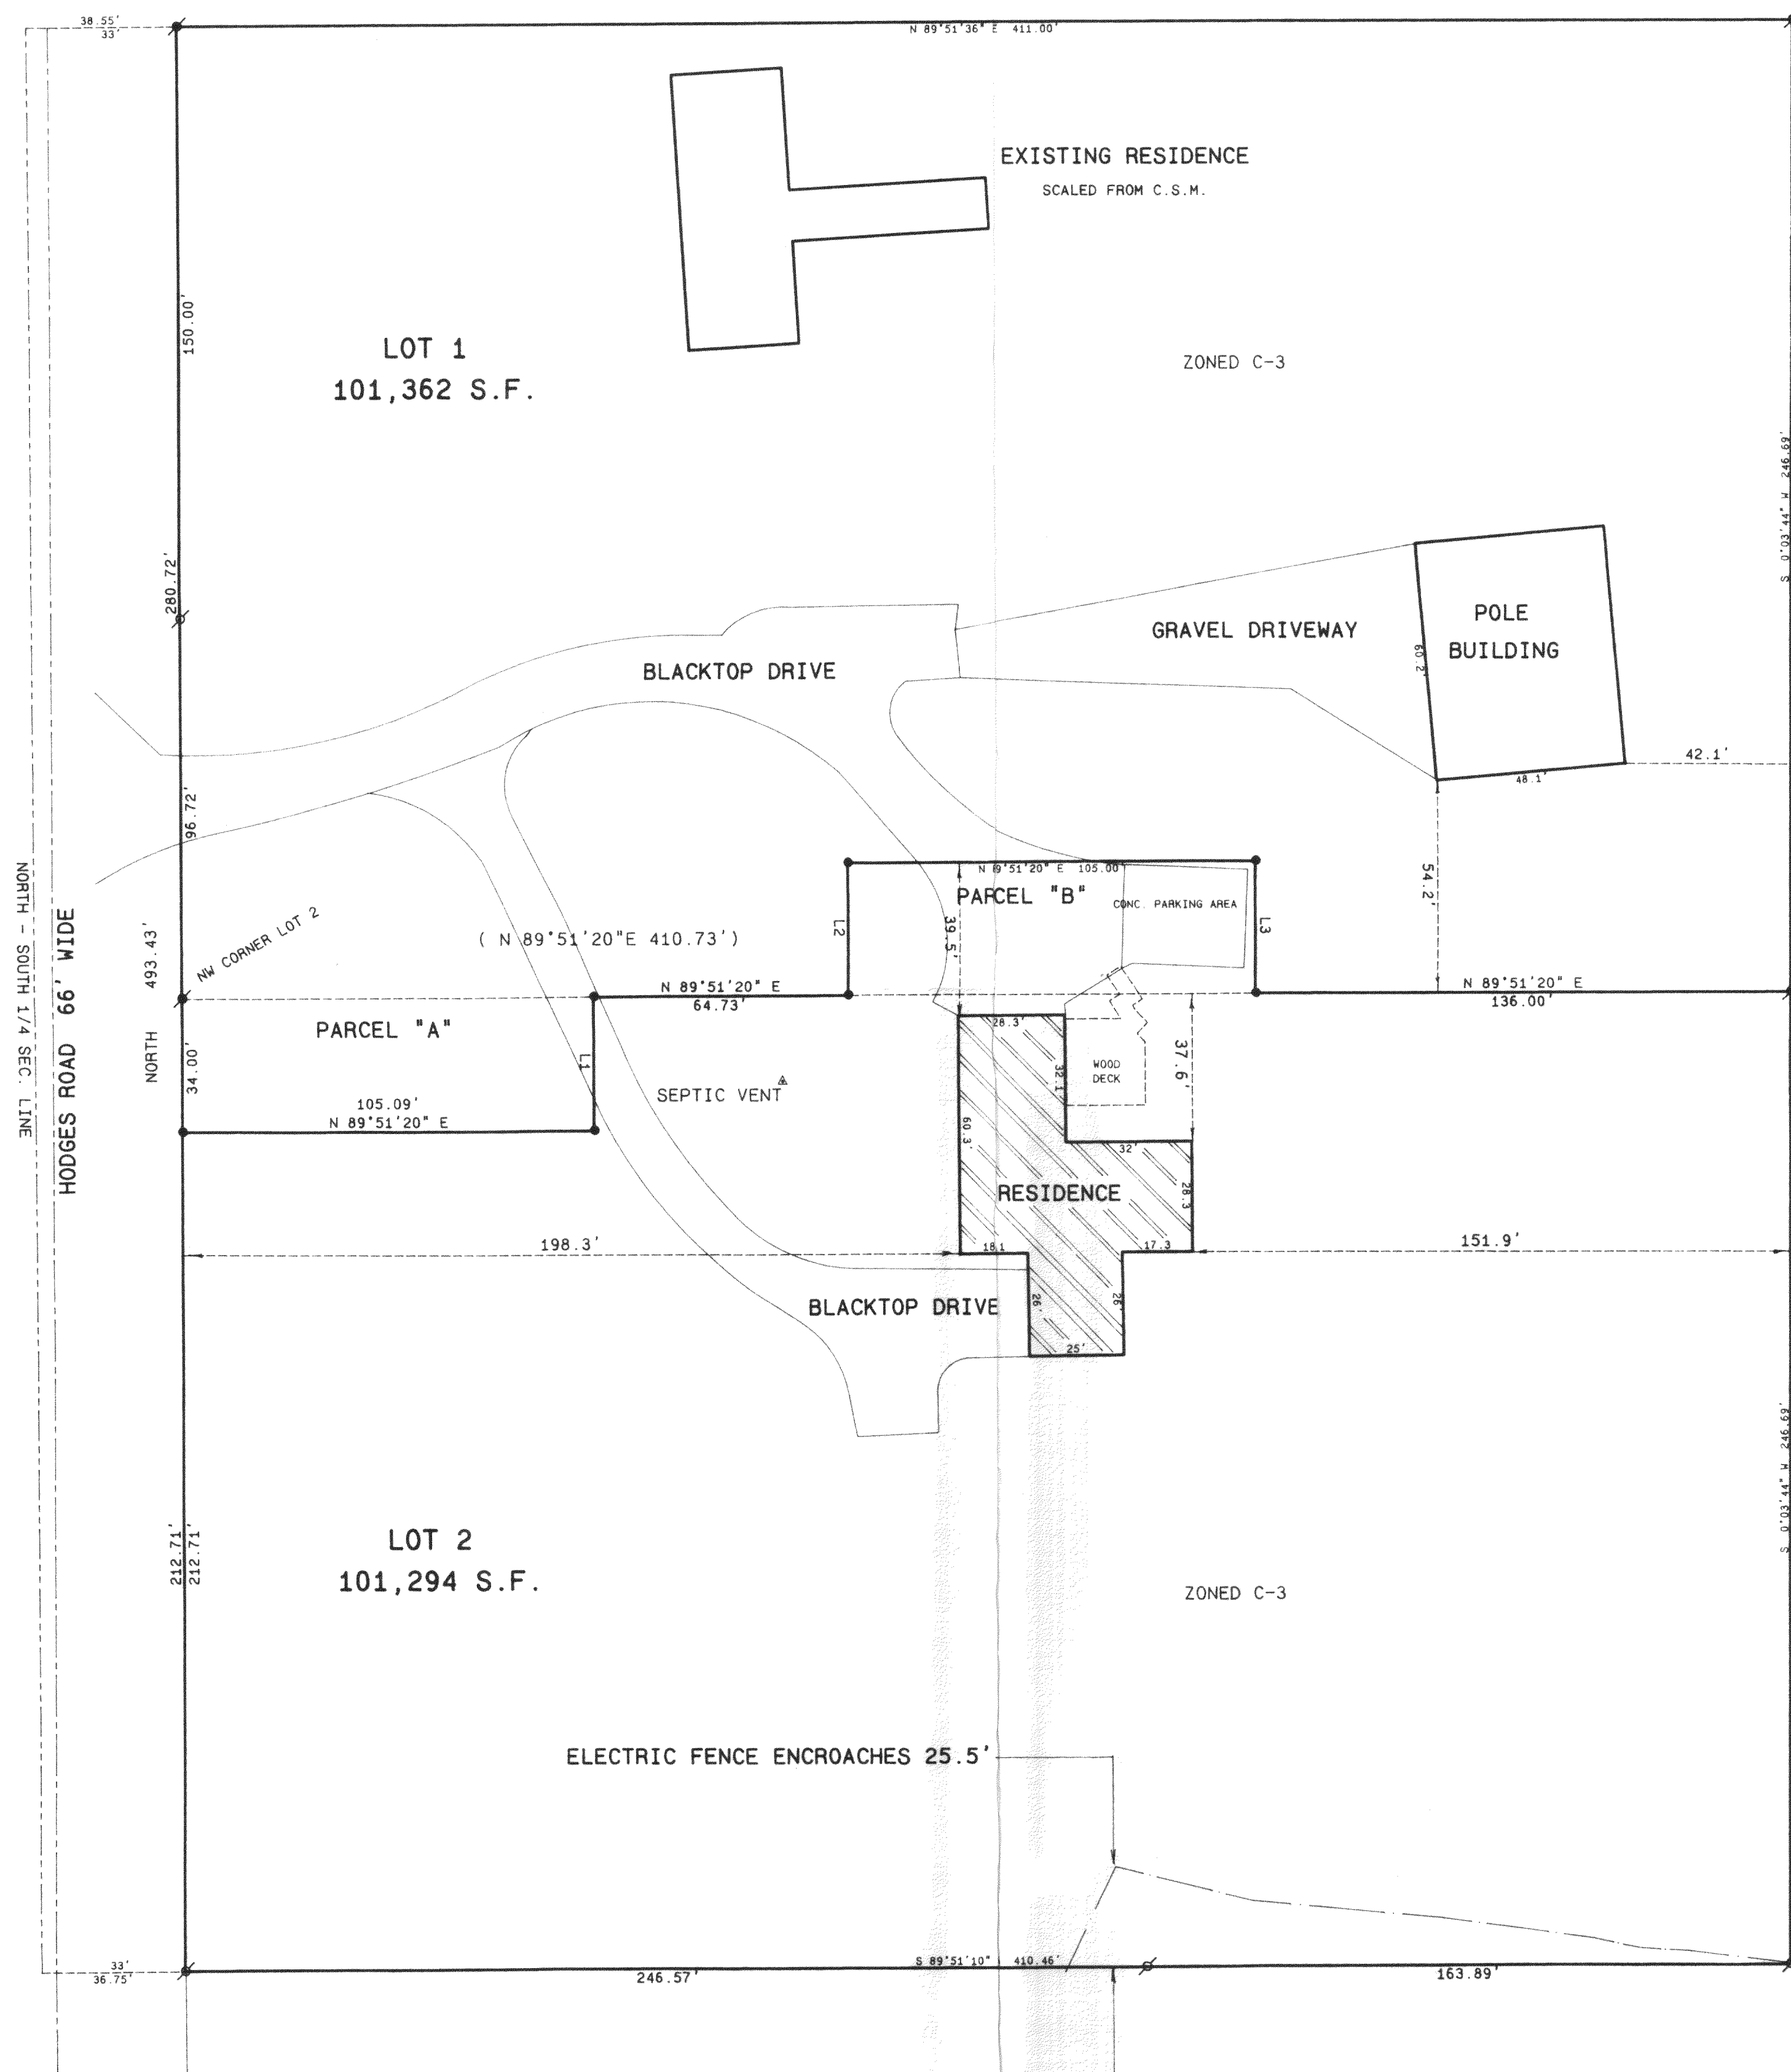 38.55'
33'
N 89°51'36" E 411.00'
EXISTING RESIDENCE
SCALED FROM C.S.M.
150.00'
LOT 1
101,362 S.F.
ZONED C-3
S 0°03'44" W 246.69'
280.72'
POLE
BUILDING
GRAVEL DRIVEWAY
60.2'
BLACKTOP DRIVE
42.1'
48.1'
96.72'
54.2'
N 89°51'20" E 105.00'
PARCEL "B"
CONC. PARKING AREA
L2
39.5'
L3
NW CORNER LOT 2
( N 89°51'20"E 410.73')
NORTH 493.43'
HODGES ROAD 66' WIDE
NORTH - SOUTH 1/4 SEC. LINE
N 89°51'20" E
64.73'
N 89°51'20" E
136.00'
PARCEL "A"
28.3'
34.00'
L1
32.1
WOOD
DECK
37.6'
SEPTIC VENT
105.09'
N 89°51'20" E
60.3'
32'
RESIDENCE
28.3
198.3'
18.1
17.3
151.9'
BLACKTOP DRIVE
26'
26'
25'
S 0°03'44" W 246.69'
212.71'
212.71'
LOT 2
101,294 S.F.
ZONED C-3
ELECTRIC FENCE ENCROACHES 25.5'
33'
36.75'
S 89°51'10" 410.46'
246.57'
163.89'